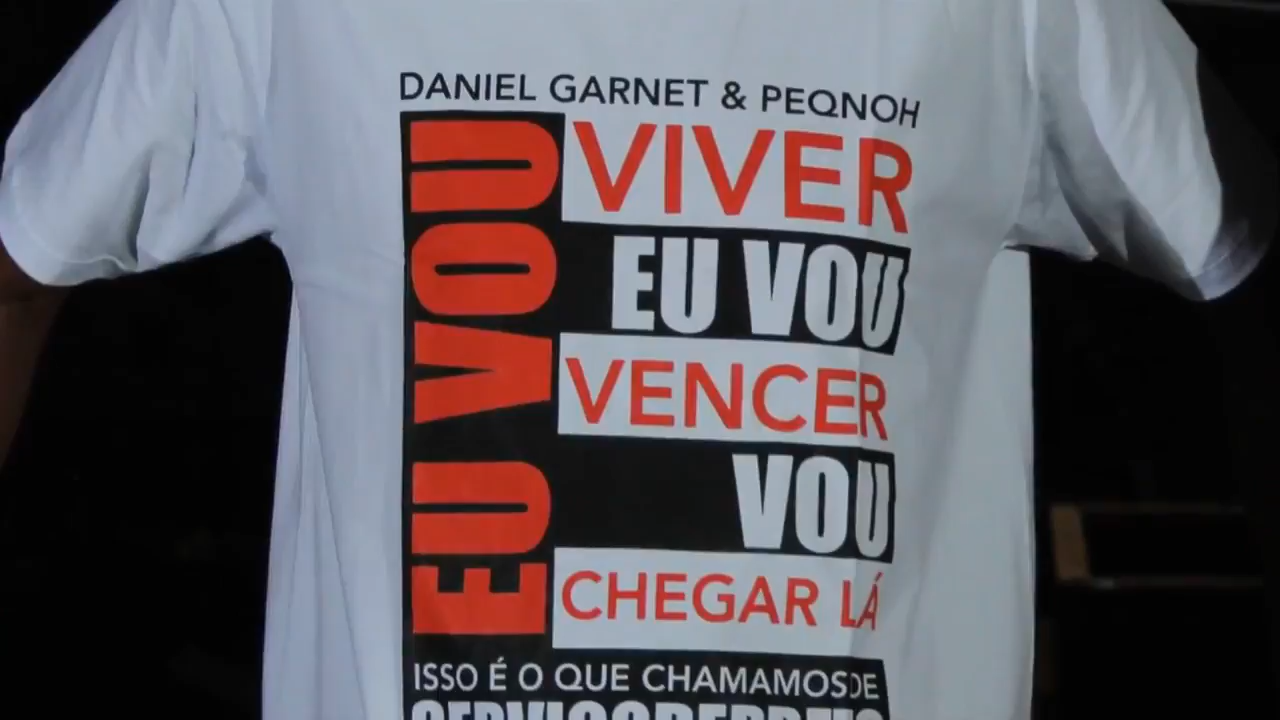 DANIEL GARNET & PEQNOH
EU VOU
VIVER
EU VOU
VENCER
VOU
CHEGAR LÁ
ISSO É O QUE CHAMAMOS DE